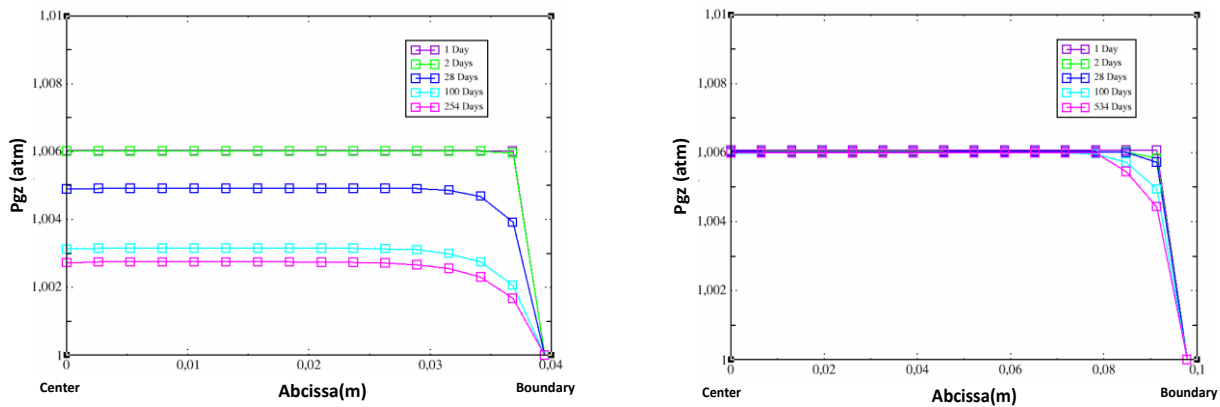 1,01
1,008
1,006
1,004
1,002
1
Pgz (atm)
1 Day
2 Days
28 Days
100 Days
254 Days
0
0,01
0,02
0,03
0,04
Center
Abcissa(m)
Boundary
1,01
1,008
1,006
1,004
1,002
1
Pgz (atm)
1 Day
2 Days
28 Days
100 Days
534 Days
0
0,02
0,04
0,06
0,08
0,1
Center
Abcissa(m)
Boundary